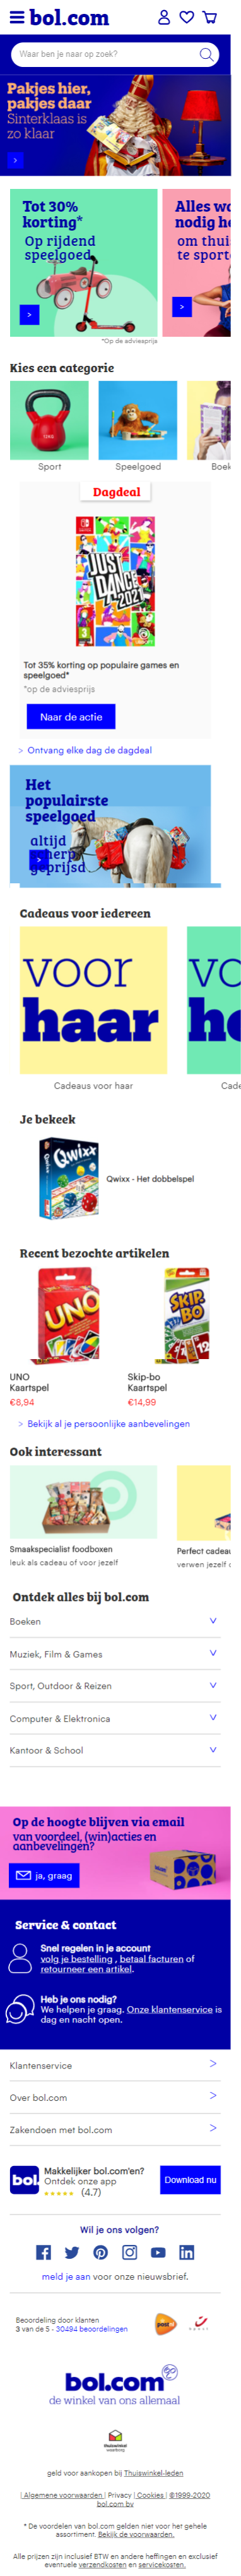 bol.com
Waar ben je naar op zoek?
Pakjes hier,
pakjes daar
Sinterklaas is
zo klaar
Tot 30%
korting*
Op rijdend
speelgoed
*Op de adviesprijs
Alles
nodig
om thui
te sport
Kies een categorie
Sport
Speelgoed
Boek
Dagdeal
JUST
DANCE
2021
Tot 35% korting op populaire games en
speelgoed*
*op de adviesprijs
Naar de actie
> Ontvang elke dag de dagdeal
Het
populairste
speelgoed
altijd
scherp
geprijsd
Cadeaus voor iedereen
voor
haar
Cadeaus voor haar
Je bekeek
Qwixx
Qwixx - Het dobbelspel
Recent bezochte artikelen
UNO
SKIP
BO
UNO
Kaartspel
€8,94
Skip-bo
Kaartspel
€14,99
> Bekijk al je persoonlijke aanbevelingen
Ook interessant
Smaakspecialist foodboxen
leuk als cadeau of voor jezelf
Perfect cadeau
verwen jezelf
Ontdek alles bij bol.com
Boeken
Muziek, Film & Games
Sport, Outdoor & Reizen
Computer & Elektronica
Kantoor & School
Op de hoogte blijven via email
van voordeel, (win)acties en
aanbevelingen?
ja, graag
Service & contact
Snel regelen in je account
volg je bestelling , betaal facturen of
retourneer een artikel.
Heb je ons nodig?
We helpen je graag. Onze klantenservice is
dag en nacht open.
Klantenservice
Over bol.com
Zakendoen met bol.com
bol.
Makkelijker bol.com'en?
Ontdek onze app
(4.7)
Download nu
Wil je ons volgen?
meld je aan voor onze nieuwsbrief.
Beoordeling door klanten
3 van de 5 - 30494 beoordelingen
post
bol.com
de winkel van ons allemaal
thuiswinkel
waarborg
geld voor aankopen bij Thuiswinkel-leden
| Algemene voorwaarden | Privacy | Cookies | ©1999-2020
bol.com bv
* De voordelen van bol.com gelden niet voor het gehele
assortiment. Bekijk de voorwaarden.
Alle prijzen zijn inclusief BTW en andere heffingen en exclusief
eventuele verzendkosten en servicekosten.